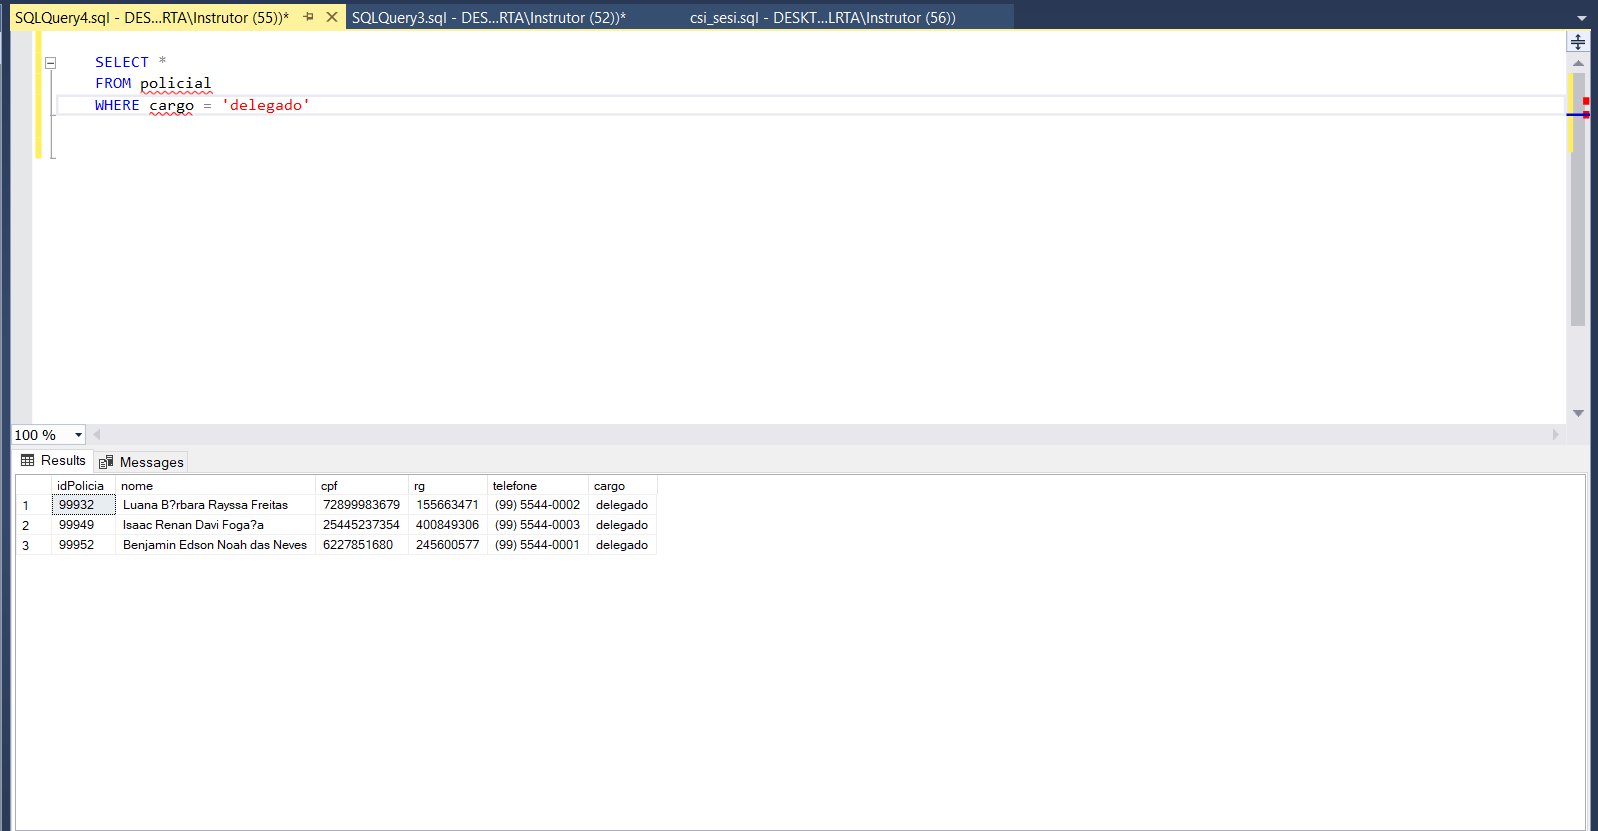 SQLQuery4.sql - DES...RTA\Instrutor (55))* SQLQuery3.sql - DES...RTA\Instrutor (52))* csi_sesi.sql - DESKT...LRTA\Instrutor (56))
SELECT *
FROM policial
WHERE cargo = 'delegado'
100 %
Results Messages
idPolicia nome cpf rg telefone cargo
1 99932 Luana B?rbara Rayssa Freitas 72899983679 155663471 (99) 5544-0002 delegado
2 99949 Isaac Renan Davi Foga?a 25445237354 400849306 (99) 5544-0003 delegado
3 99952 Benjamin Edson Noah das Neves 6227851680 245600577 (99) 5544-0001 delegado